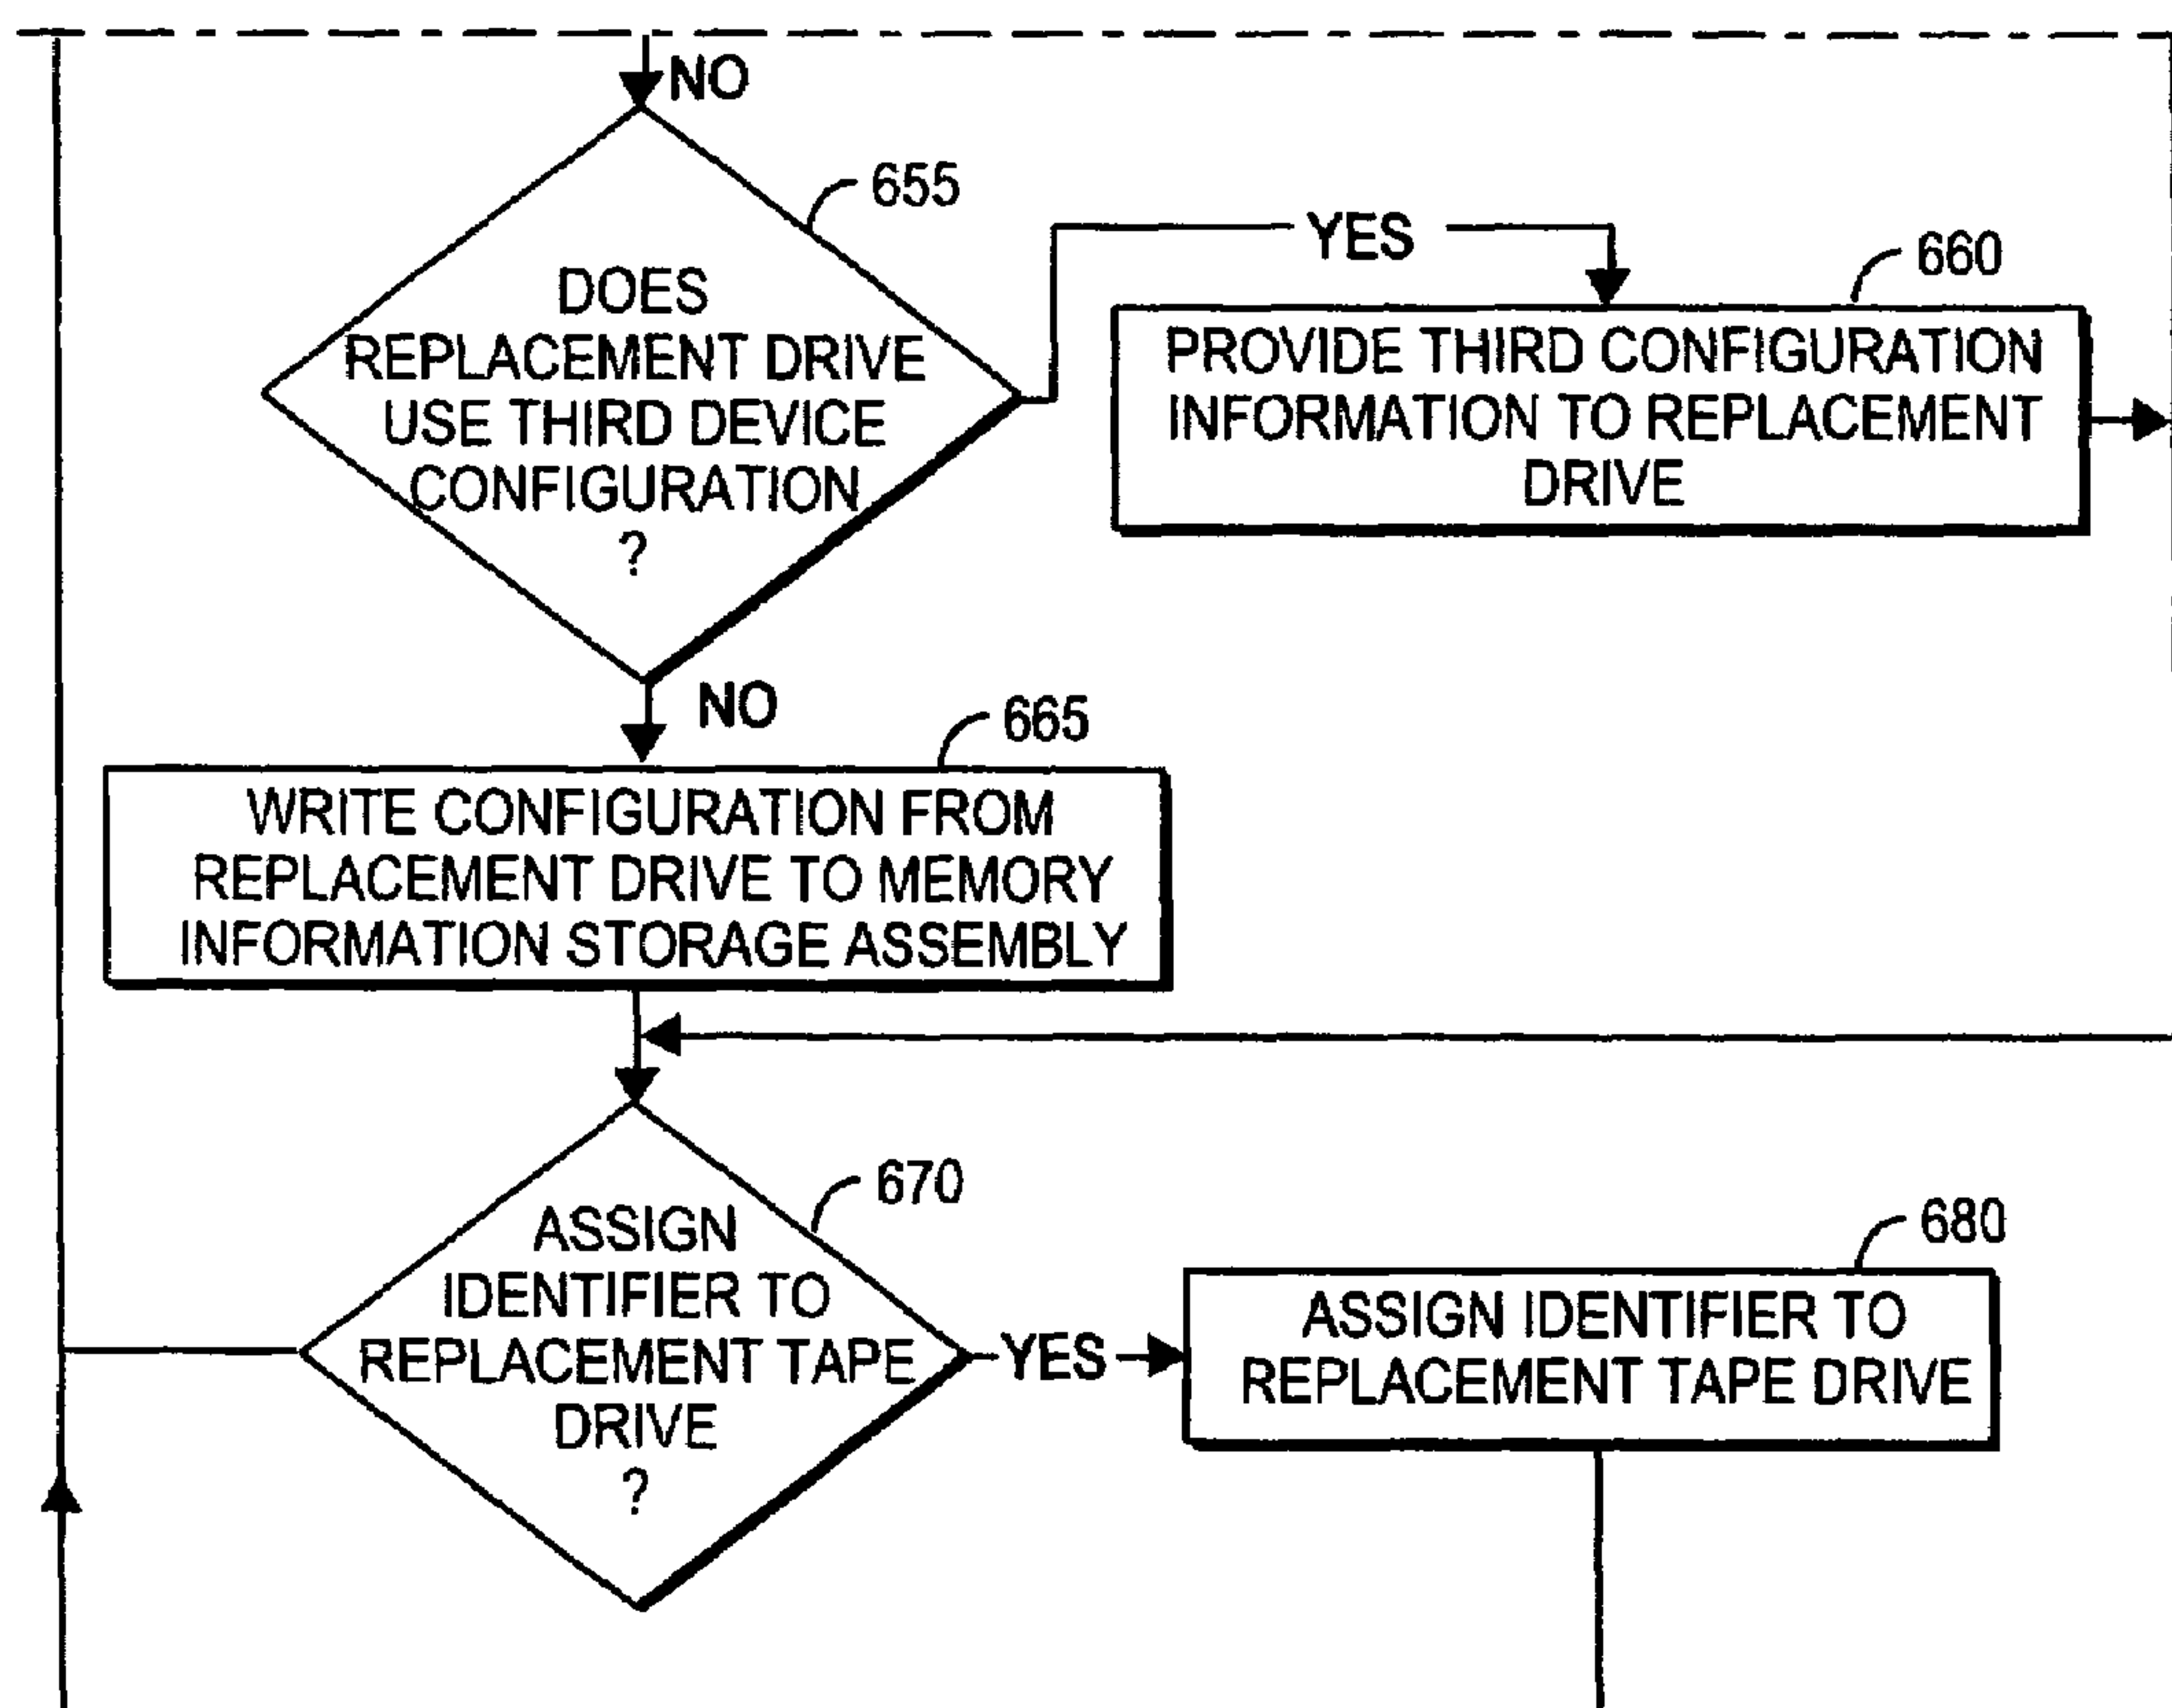 NO
655
DOES
REPLACEMENT DRIVE
USE THIRD DEVICE
CONFIGURATION
?
YES
660
PROVIDE THIRD CONFIGURATION
INFORMATION TO REPLACEMENT
DRIVE
NO
665
WRITE CONFIGURATION FROM
REPLACEMENT DRIVE TO MEMORY
INFORMATION STORAGE ASSEMBLY
670
ASSIGN
IDENTIFIER TO
REPLACEMENT TAPE
DRIVE
?
YES
680
ASSIGN IDENTIFIER TO
REPLACEMENT TAPE DRIVE